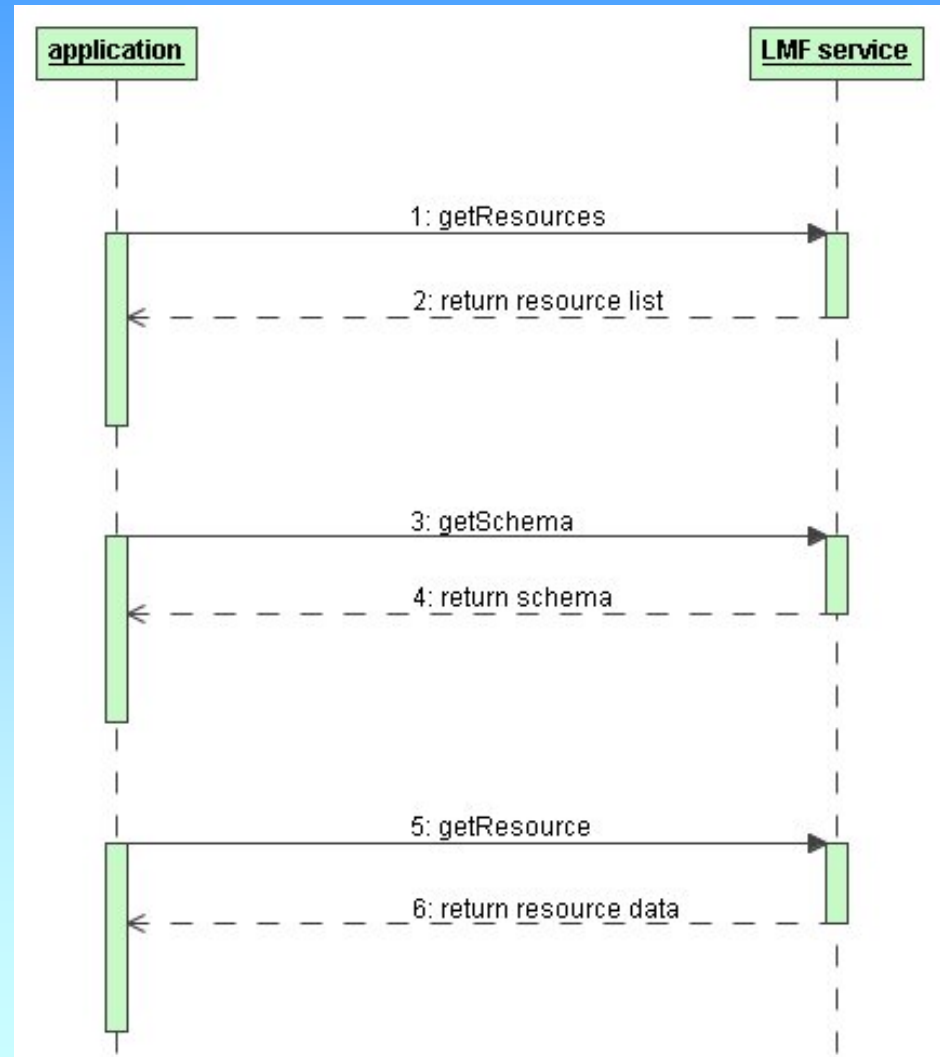 application
LMF service
1: getResources
2: return resource list
3: getSchema
4: return schema
5: getResource
6: return resource data